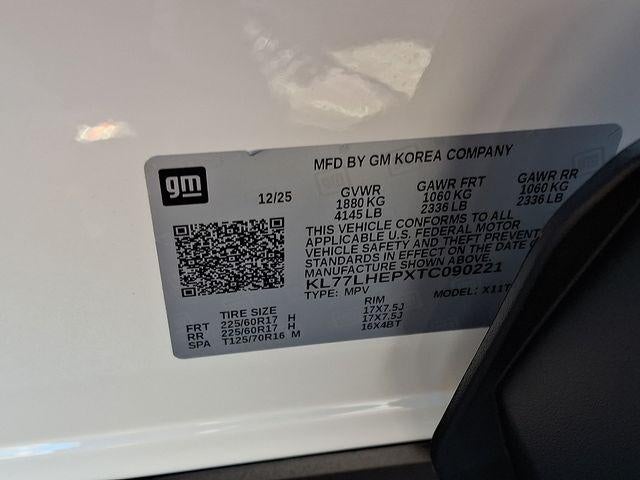 MFD BY GM KOREA COMPANY
gm
12/25
GVWR GAWR FRT GAWR RR
1880 KG 1060 KG 1060 KG
4145 LB 2336 LB 2336 LB
THIS VEHICLE CONFORMS TO ALL
APPLICABLE U.S. FEDERAL MOTOR
VEHICLE SAFETY AND THEFT PREVENT
STANDARDS IN EFFECT ON THE DATE O
MANUFACTURE SHOWN ABOVE.
KL77LHEPXTC090221
TYPE: MPV MODEL: X11T
TIRE SIZE RIM
FRT 225/60R17 H 17X7.5J
RR 225/60R17 H 17X7.5J
SPA T125/70R16 M 16X4BT